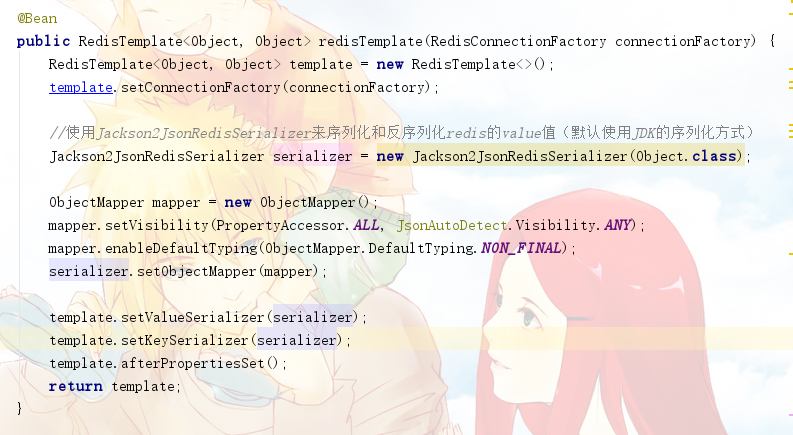 @Bean
public RedisTemplate<Object, Object> redisTemplate(RedisConnectionFactory connectionFactory) {
RedisTemplate<Object, Object> template = new RedisTemplate<>();
template.setConnectionFactory(connectionFactory);
//使用Jackson2JsonRedisSerializer来序列化和反序列化redis的value值（默认使用JDK的序列化方式）
Jackson2JsonRedisSerializer serializer = new Jackson2JsonRedisSerializer(Object.class);
ObjectMapper mapper = new ObjectMapper();
mapper.setVisibility(PropertyAccessor.ALL, JsonAutoDetect.Visibility.ANY);
mapper.enableDefaultTyping(ObjectMapper.DefaultTyping.NON_FINAL);
serializer.setObjectMapper(mapper);
template.setValueSerializer(serializer);
template.setKeySerializer(serializer);
template.afterPropertiesSet();
return template;
}